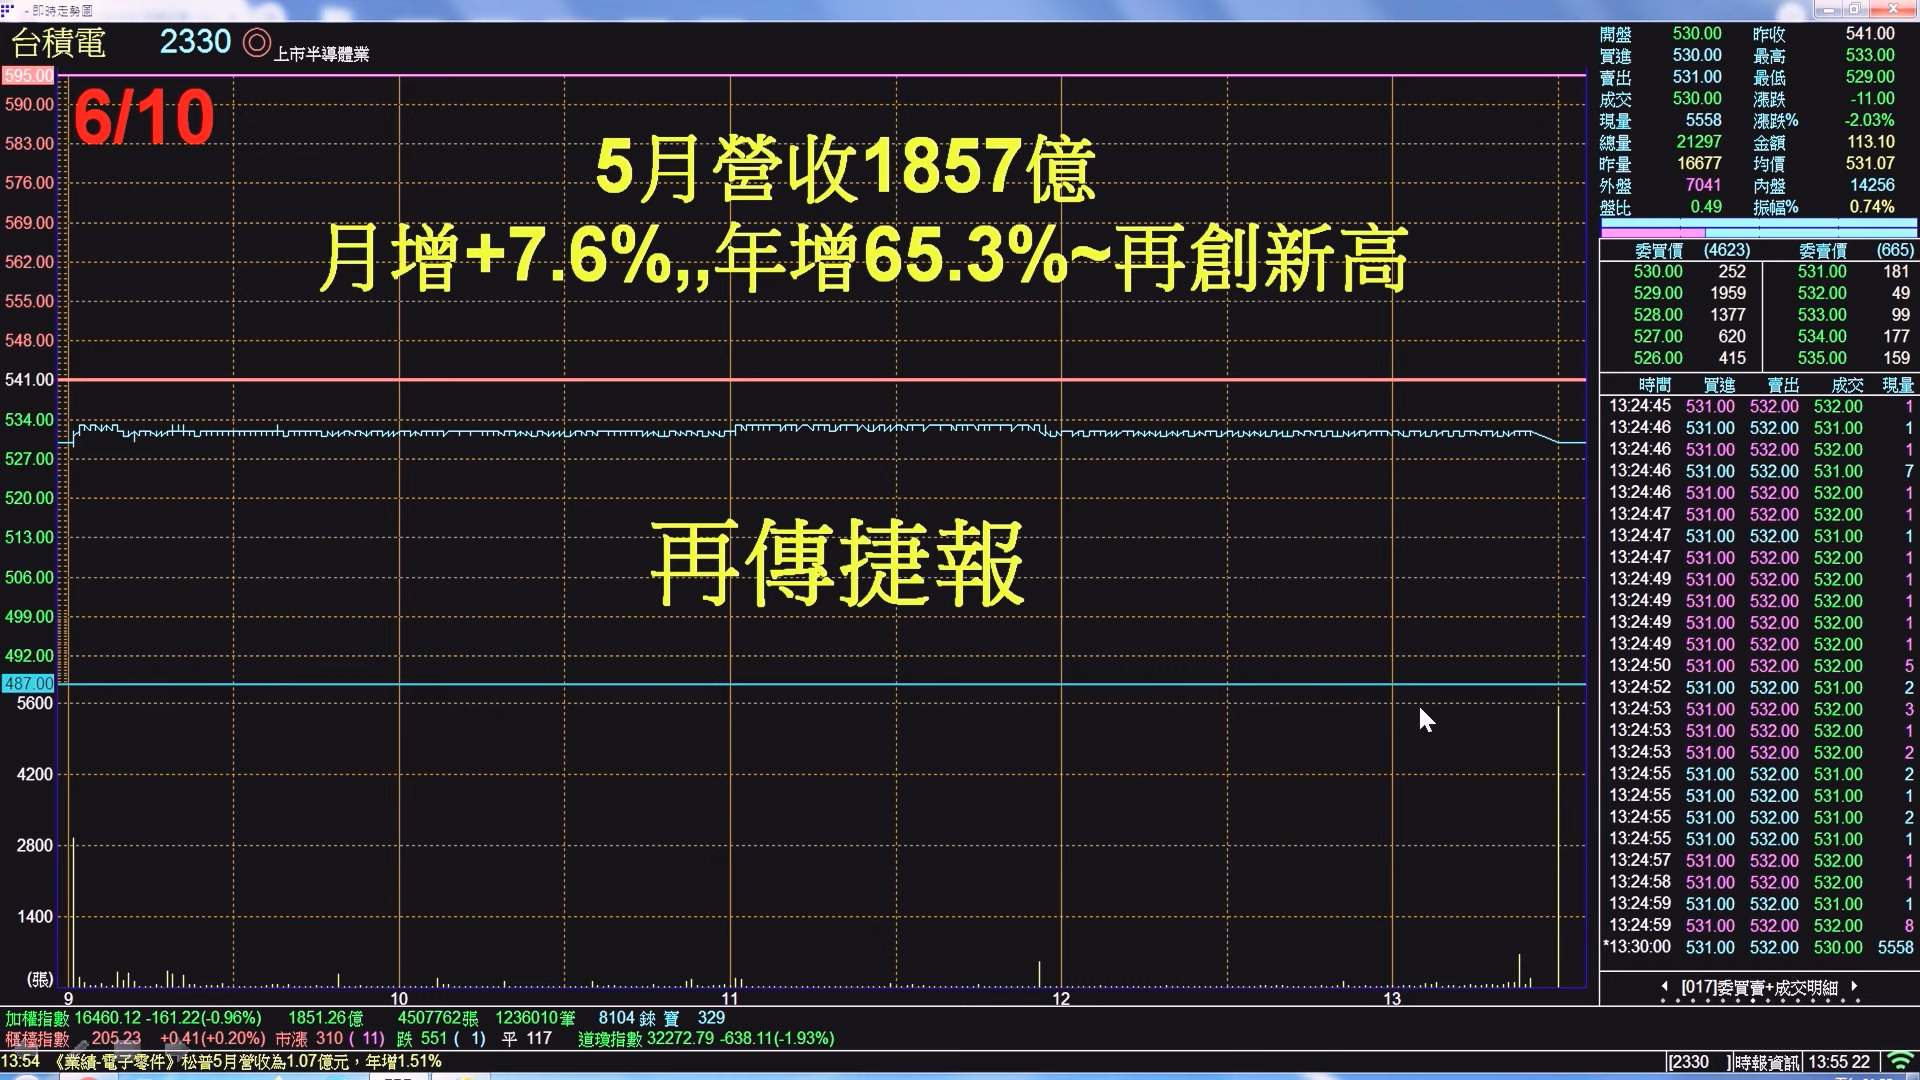 - 即時走勢圖
台積電 2330 ◎ 上市半導體業
6/10
5月營收1857億
月增+7.6%,,年增65.3%~再創新高
再傳捷報
595.00
590.00
583.00
576.00
569.00
562.00
555.00
548.00
541.00
534.00
527.00
520.00
513.00
506.00
499.00
492.00
487.00
5600
4200
2800
1400
(張)
9 10 11 12 13
開盤 530.00 昨收 541.00
買進 530.00 最高 533.00
賣出 531.00 最低 529.00
成交 530.00 漲跌 -11.00
現量 5558 漲跌% -2.03%
總量 21297 金額 113.10
昨量 16677 均價 531.07
外盤 7041 內盤 14256
盤比 0.49 振幅% 0.74%
委買價 (4623) 委賣價 (665)
530.00 252 531.00 181
529.00 1959 532.00 49
528.00 1377 533.00 99
527.00 620 534.00 177
526.00 415 535.00 159
時間 買進 賣出 成交 現量
13:24:45 531.00 532.00 532.00 1
13:24:46 531.00 532.00 531.00 1
13:24:46 531.00 532.00 532.00 1
13:24:46 531.00 532.00 531.00 7
13:24:46 531.00 532.00 532.00 1
13:24:47 531.00 532.00 532.00 1
13:24:47 531.00 532.00 531.00 1
13:24:47 531.00 532.00 532.00 1
13:24:49 531.00 532.00 532.00 1
13:24:49 531.00 532.00 532.00 1
13:24:49 531.00 532.00 532.00 1
13:24:49 531.00 532.00 532.00 1
13:24:50 531.00 532.00 532.00 5
13:24:52 531.00 532.00 531.00 2
13:24:53 531.00 532.00 532.00 3
13:24:53 531.00 532.00 532.00 1
13:24:53 531.00 532.00 532.00 2
13:24:55 531.00 532.00 531.00 2
13:24:55 531.00 532.00 531.00 1
13:24:55 531.00 532.00 531.00 2
13:24:55 531.00 532.00 531.00 1
13:24:57 531.00 532.00 532.00 1
13:24:58 531.00 532.00 532.00 1
13:24:59 531.00 532.00 531.00 1
13:24:59 531.00 532.00 532.00 8
*13:30:00 531.00 532.00 530.00 5558
[017]委買賣+成交明細
加權指數 16460.12 -161.22(-0.96%) 1851.26億 4507762張 1236010筆 8104 錸寶 329
櫃檯指數 205.23 +0.41(+0.20%) 市漲 310 ( 11) 跌 551 ( 1) 平 117 道瓊指數 32272.79 -638.11(-1.93%)
13:54 《業績-電子零件》松普5月營收為1.07億元，年增1.51%
[2330 ]時報資訊 13:55 22